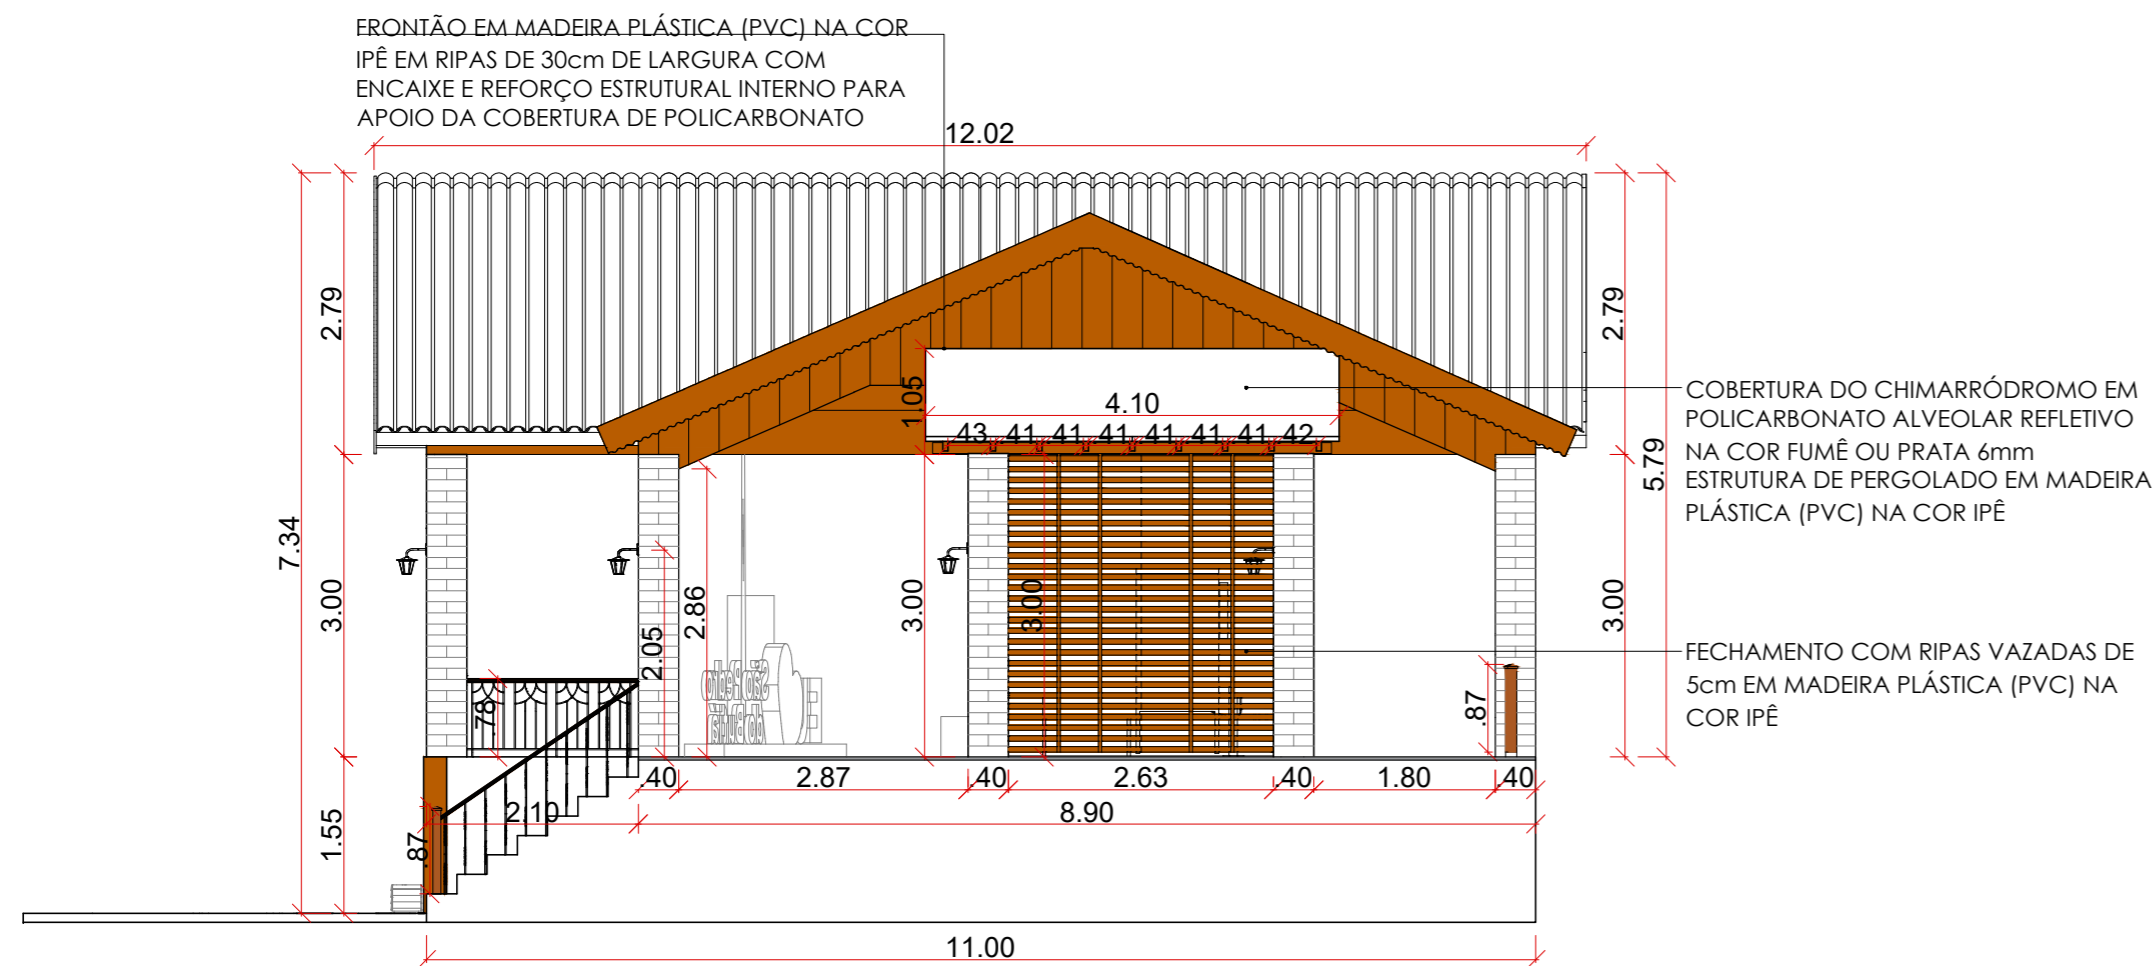 FRONTÃO EM MADEIRA PLÁSTICA (PVC) NA COR
IPÊ EM RIPAS DE 30cm DE LARGURA COM
ENCAIXE E REFORÇO ESTRUTURAL INTERNO PARA
APOIO DA COBERTURA DE POLICARBONATO
12.02
2.79
2.79
1.05
4.10
.43 .41 .41 .41 .41 .41 .41 .42
COBERTURA DO CHIMARRÓDROMO EM
POLICARBONATO ALVEOLAR REFLETIVO
NA COR FUMÊ OU PRATA 6mm
ESTRUTURA DE PERGOLADO EM MADEIRA
PLÁSTICA (PVC) NA COR IPÊ
5.79
7.34
3.00
2.86
2.05
3.00
3.00
3.00
São Pedro
do Butiá
.78
.87
FECHAMENTO COM RIPAS VAZADAS DE
5cm EM MADEIRA PLÁSTICA (PVC) NA
COR IPÊ
.40 2.87 .40 2.63 .40 1.80 .40
2.10 8.90
1.55
.87
11.00